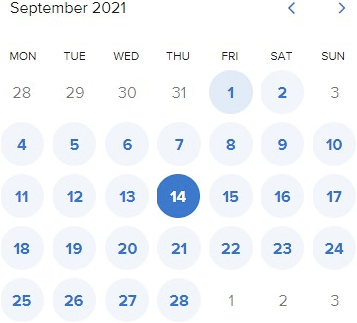 September 2021
MON TUE WED THU FRI SAT SUN
28 29 30 31 1 2 3
4 5 6 7 8 9 10
11 12 13 14 15 16 17
18 19 20 21 22 23 24
25 26 27 28 1 2 3